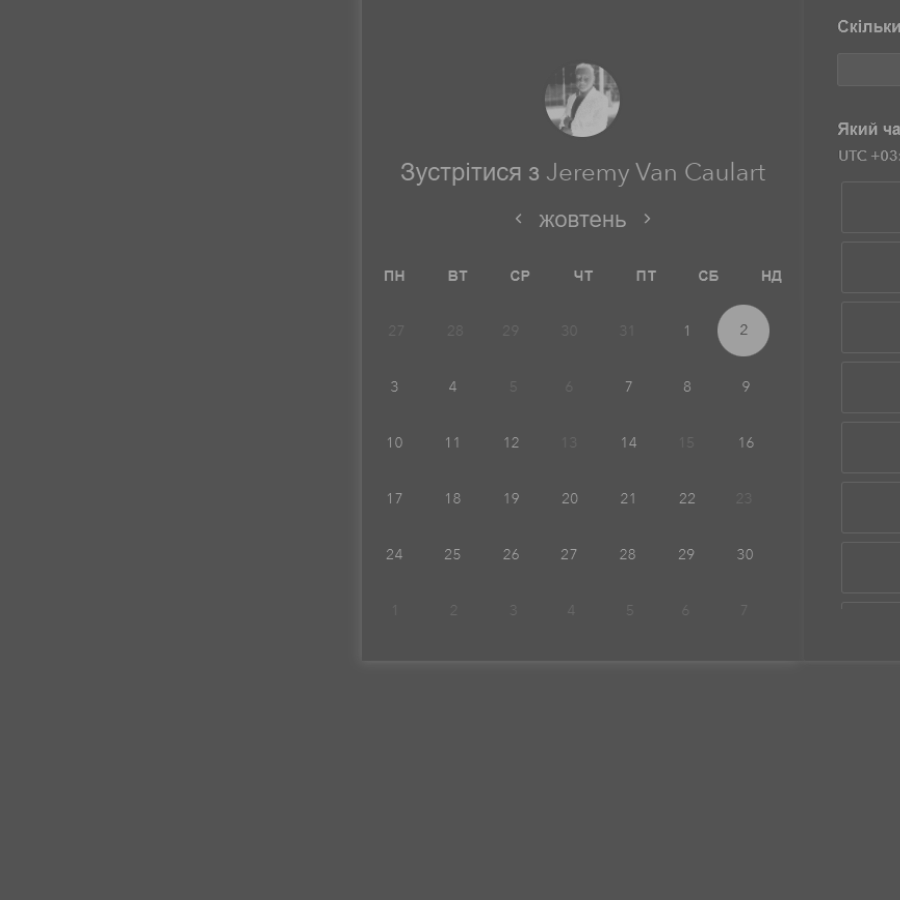 Зустрітися з Jeremy Van Caulart
жовтень
ПН ВТ СР ЧТ ПТ СБ НД
27 28 29 30 31 1 2
3 4 5 6 7 8 9
10 11 12 13 14 15 16
17 18 19 20 21 22 23
24 25 26 27 28 29 30
1 2 3 4 5 6 7
Скільки
Який ча
UTC +03: